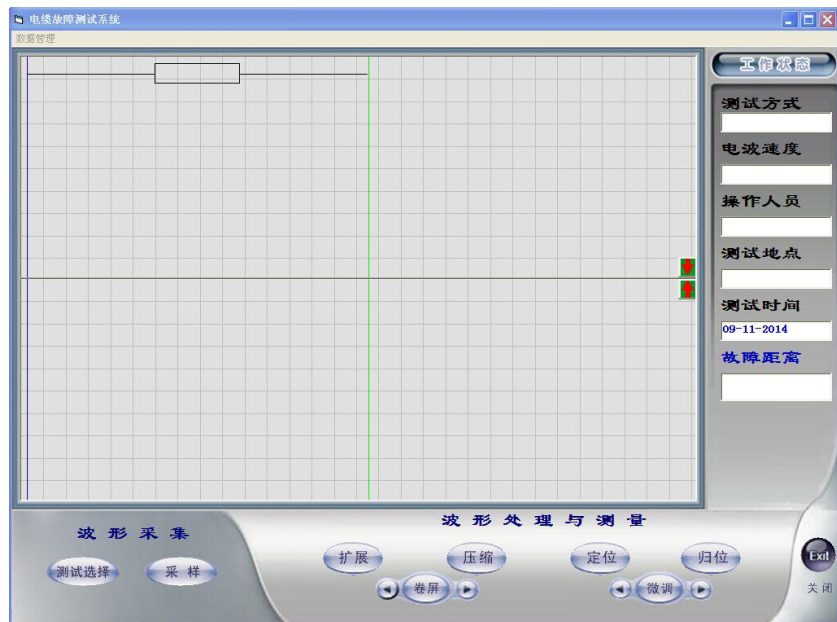 电缆故障测试系统
数据管理
工作状态
测试方式
电波速度
操作人员
测试地点
测试时间
09-11-2014
故障距离
波形采集
测试选择
采样
波形处理与测量
扩展
压缩
定位
归位
卷屏
微调
Exit
关闭